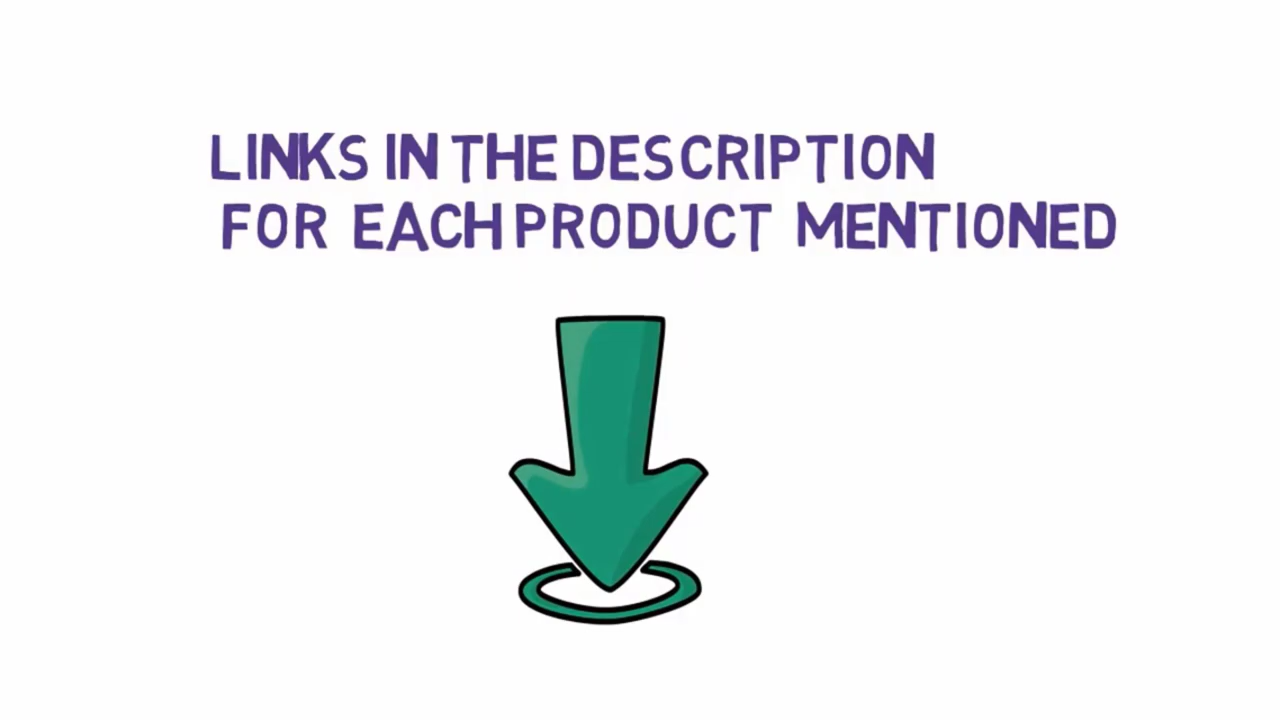 LINKS IN THE DESCRIPTION
FOR EACH PRODUCT MENTIONED